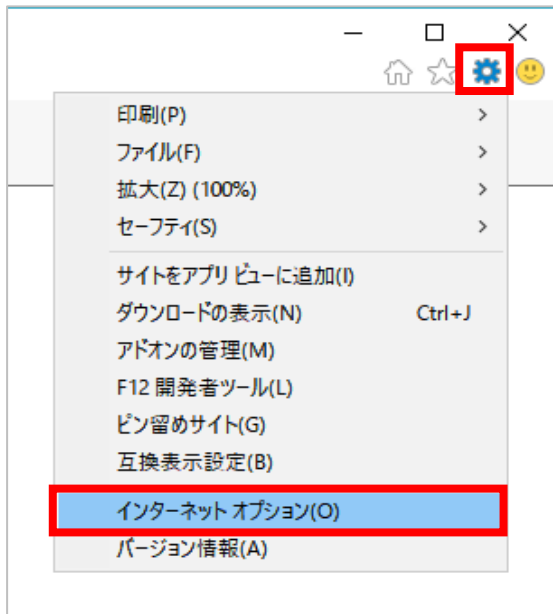 印刷(P)
ファイル(F)
拡大(Z) (100%)
セーフティ(S)
サイトをアプリ ビューに追加(I)
ダウンロードの表示(N) Ctrl+J
アドオンの管理(M)
F12 開発者ツール(L)
ピン留めサイト(G)
互換表示設定(B)
インターネット オプション(O)
バージョン情報(A)